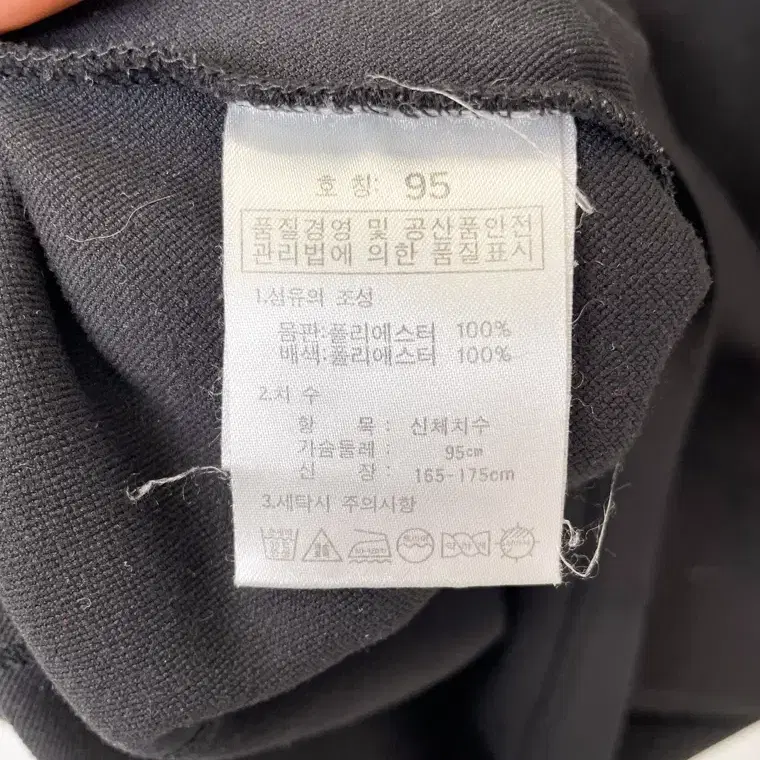 호 칭: 95
품질경영 및 공산품안전
관리법에 의한 품질표시
1.섬유의 조성
몸판:폴리에스터 100%
배색:폴리에스터 100%
2.치 수
항 목 : 신체치수
가슴둘레 : 95cm
신 장 : 165-175cm
3.세탁시 주의사항